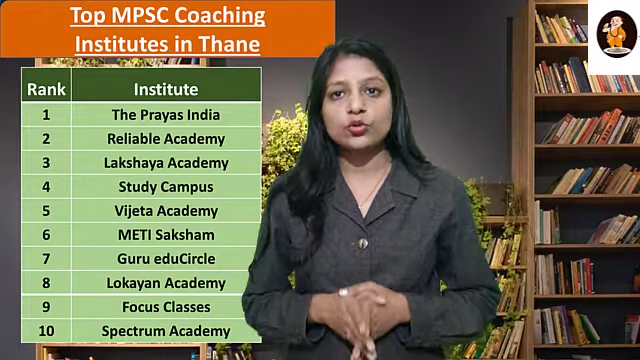 Top MPSC Coaching
Institutes in Thane
Rank Institute
1 The Prayas India
2 Reliable Academy
3 Lakshaya Academy
4 Study Campus
5 Vijeta Academy
6 METI Saksham
7 Guru eduCircle
8 Lokayan Academy
9 Focus Classes
10 Spectrum Academy